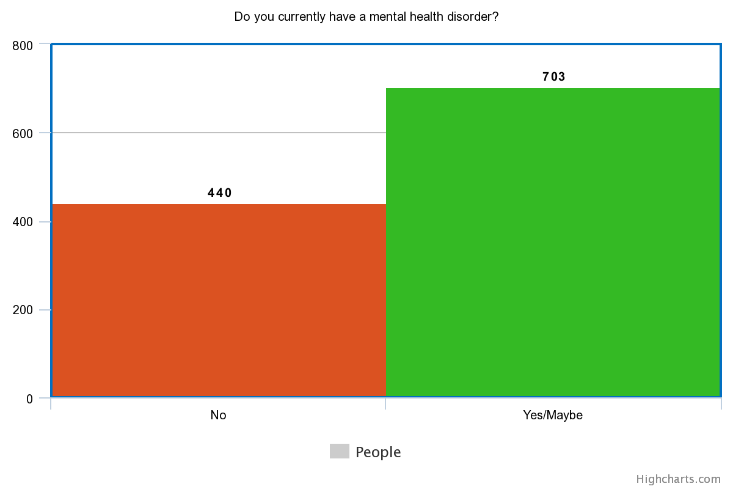 Do you currently have a mental health disorder?
800
703
600
440
400
200
0
No Yes/Maybe
People
Highcharts.com